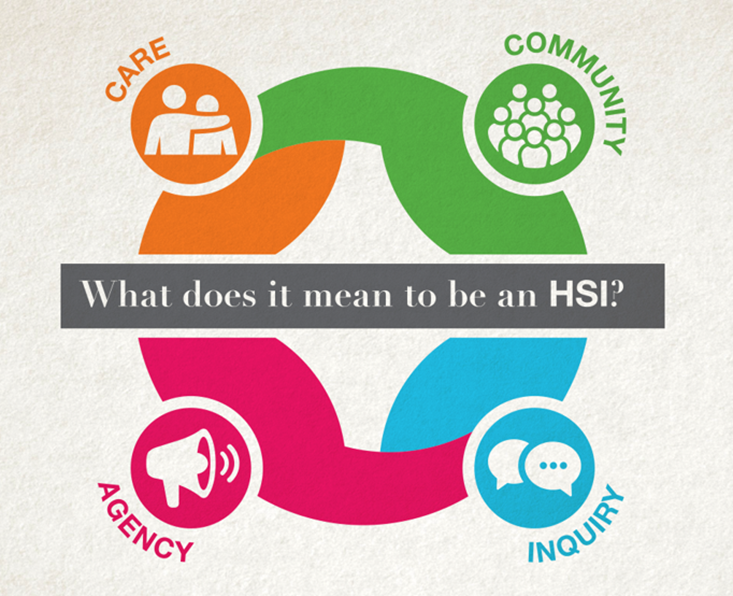 CARE
COMMUNITY
What does it mean to be an HSI?
AGENCY
INQUIRY